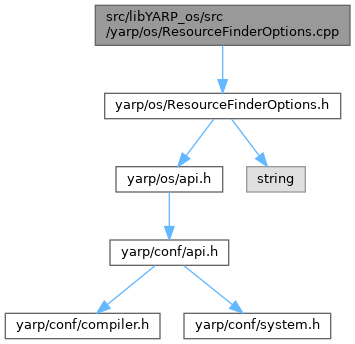 src/libYARP_os/src
/yarp/os/ResourceFinderOptions.cpp
yarp/os/ResourceFinderOptions.h
yarp/os/api.h
string
yarp/conf/api.h
yarp/conf/compiler.h
yarp/conf/system.h